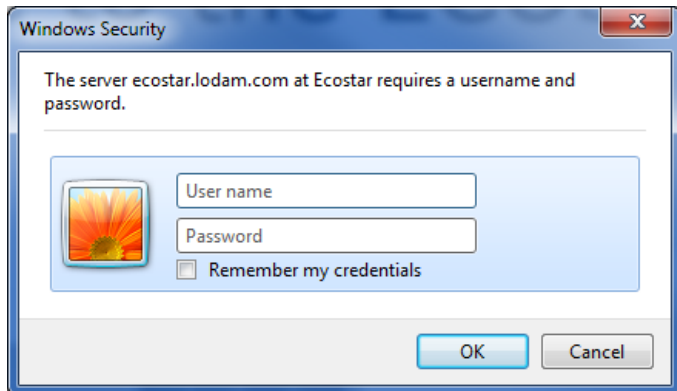 Windows Security
The server ecostar.lodam.com at Ecostar requires a username and
password.
User name
Password
Remember my credentials
OK
Cancel